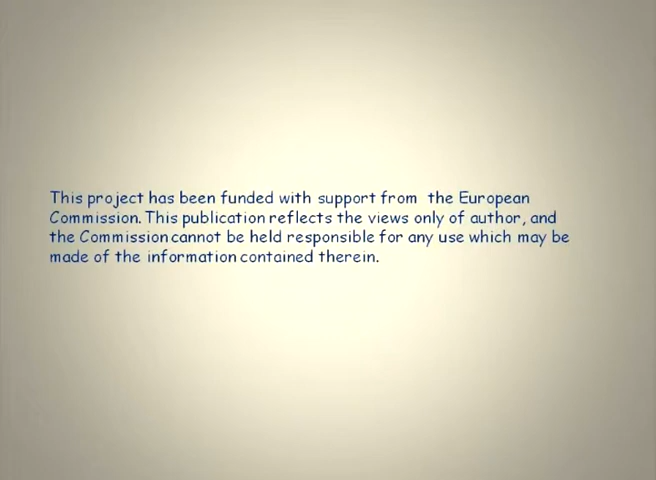 This project has been funded with support from the European
Commission. This publication reflects the views only of author, and
the Commission cannot be held responsible for any use which may be
made of the information contained therein.